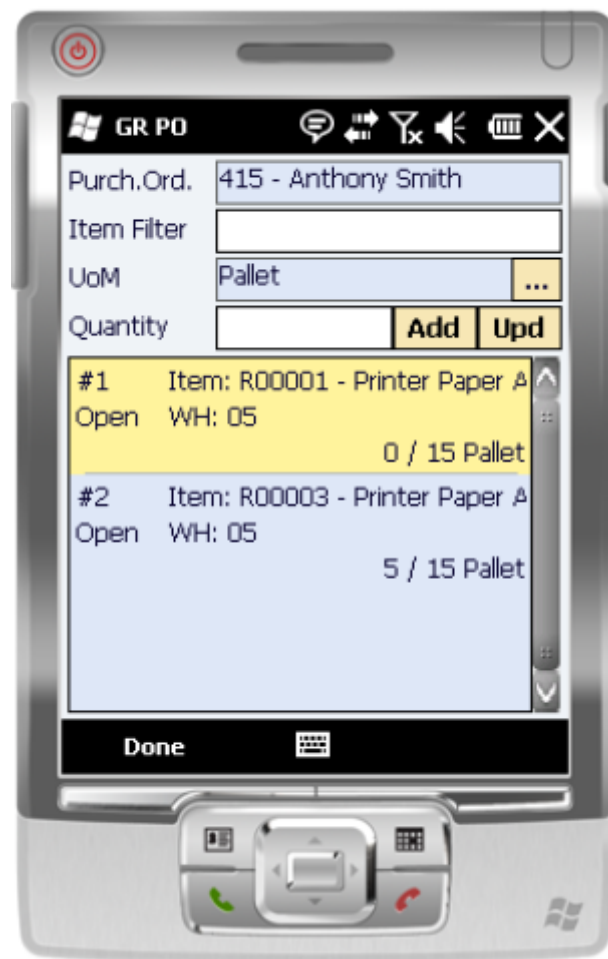 GR PO
Purch.Ord. 415 - Anthony Smith
Item Filter
UoM Pallet ...
Quantity Add Upd
#1 Item: R00001 - Printer Paper A
Open WH: 05
0 / 15 Pallet
#2 Item: R00003 - Printer Paper A
Open WH: 05
5 / 15 Pallet
Done